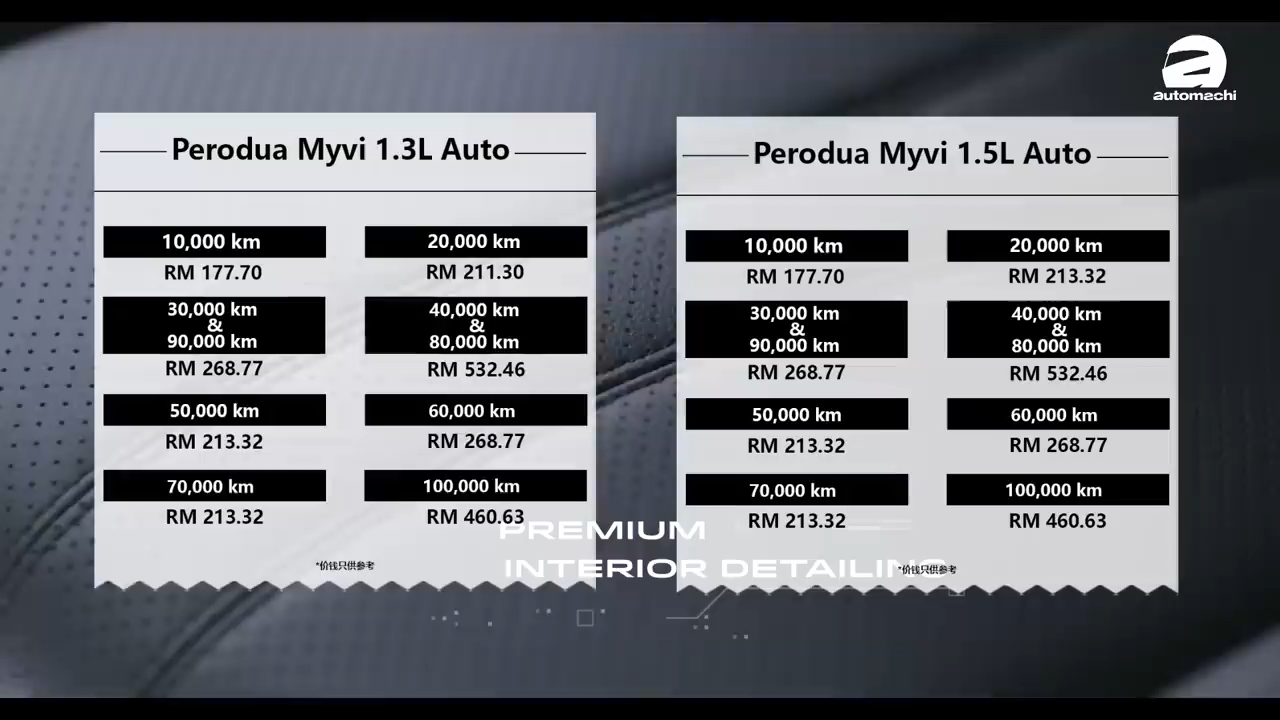 automachi
Perodua Myvi 1.3L Auto
10,000 km
20,000 km
RM 177.70
RM 211.30
30,000 km
&
90,000 km
40,000 km
&
80,000 km
RM 268.77
RM 532.46
50,000 km
60,000 km
RM 213.32
RM 268.77
70,000 km
100,000 km
RM 213.32
RM 460.63
*价钱只供参考
Perodua Myvi 1.5L Auto
10,000 km
20,000 km
RM 177.70
RM 213.32
30,000 km
&
90,000 km
40,000 km
&
80,000 km
RM 268.77
RM 532.46
50,000 km
60,000 km
RM 213.32
RM 268.77
70,000 km
100,000 km
RM 213.32
RM 460.63
*价钱只供参考
PREMIUM
INTERIOR DETAILING